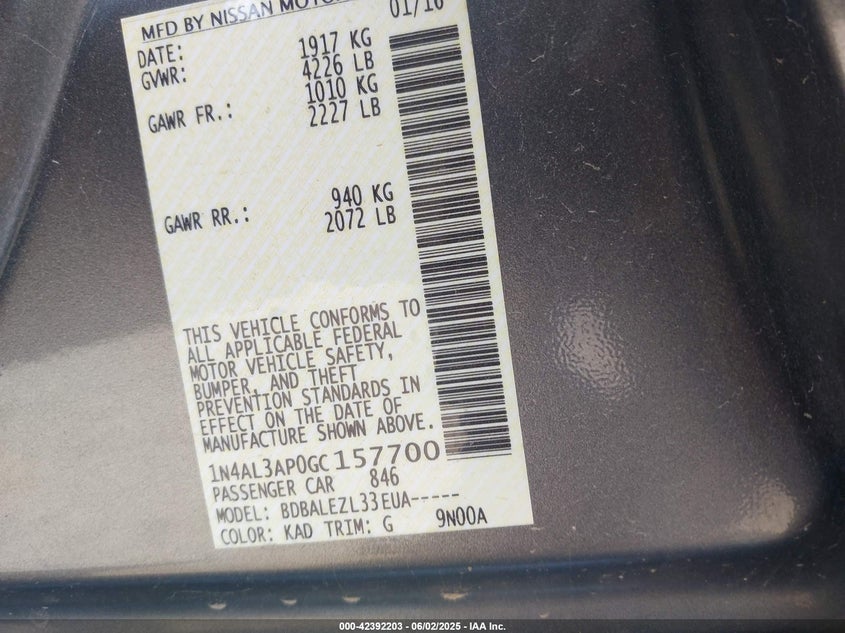 MFD BY NISSAN MOTOR
DATE: 01/16
GVWR: 1917 KG
4226 LB
GAWR FR.: 1010 KG
2227 LB
GAWR RR.: 940 KG
2072 LB
THIS VEHICLE CONFORMS TO
ALL APPLICABLE FEDERAL
MOTOR VEHICLE SAFETY,
BUMPER, AND THEFT
PREVENTION STANDARDS IN
EFFECT ON THE DATE OF
MANUFACTURE SHOWN ABOVE.
1N4AL3AP0GC157700
PASSENGER CAR 846
MODEL: BDBALEZL33EUA-----
COLOR: KAD TRIM: G 9N00A
000-42392203 - 06/02/2025 - IAA Inc.